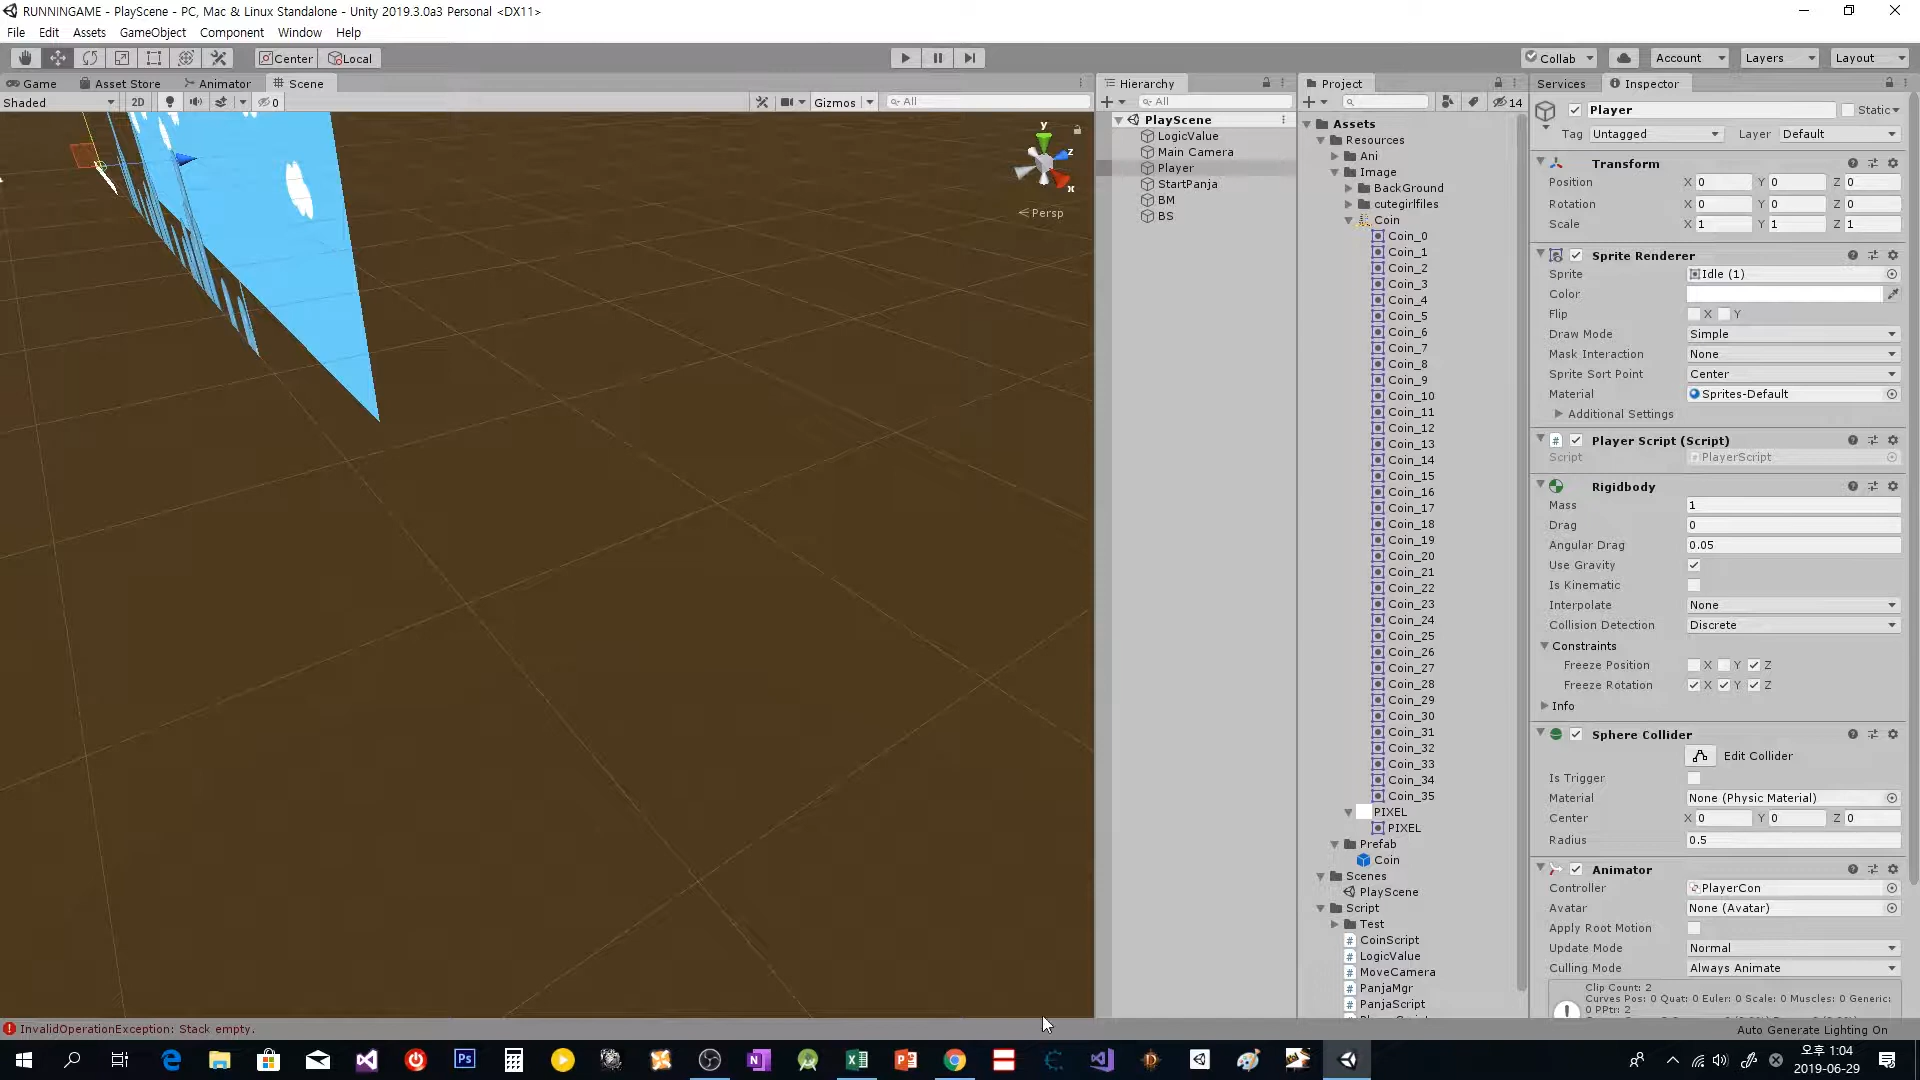 RUNNINGAME - PlayScene - PC, Mac & Linux Standalone - Unity 2019.3.0a3 Personal <DX11>
File Edit Assets GameObject Component Window Help
Center Local Collab Account Layers Layout
Game Asset Store Animator Scene
Shaded 2D 0 Gizmos All
y
z
x
Persp
Hierarchy
All
PlayScene
LogicValue
Main Camera
Player
StartPanja
BM
BS
Project
14
Assets
Resources
Ani
Image
BackGround
cutegirlfiles
Coin
Coin_0
Coin_1
Coin_2
Coin_3
Coin_4
Coin_5
Coin_6
Coin_7
Coin_8
Coin_9
Coin_10
Coin_11
Coin_12
Coin_13
Coin_14
Coin_15
Coin_16
Coin_17
Coin_18
Coin_19
Coin_20
Coin_21
Coin_22
Coin_23
Coin_24
Coin_25
Coin_26
Coin_27
Coin_28
Coin_29
Coin_30
Coin_31
Coin_32
Coin_33
Coin_34
Coin_35
PIXEL
PIXEL
Prefab
Coin
Scenes
PlayScene
Script
Test
CoinScript
LogicValue
MoveCamera
PanjaMgr
PanjaScript
Services Inspector
Player Static
Tag Untagged Layer Default
Transform
Position X 0 Y 0 Z 0
Rotation X 0 Y 0 Z 0
Scale X 1 Y 1 Z 1
Sprite Renderer
Sprite Idle (1)
Color
Flip X Y
Draw Mode Simple
Mask Interaction None
Sprite Sort Point Center
Material Sprites-Default
Additional Settings
Player Script (Script)
Script PlayerScript
Rigidbody
Mass 1
Drag 0
Angular Drag 0.05
Use Gravity
Is Kinematic
Interpolate None
Collision Detection Discrete
Constraints
Freeze Position X Y Z
Freeze Rotation X Y Z
Info
Sphere Collider
Edit Collider
Is Trigger
Material None (Physic Material)
Center X 0 Y 0 Z 0
Radius 0.5
Animator
Controller PlayerCon
Avatar None (Avatar)
Apply Root Motion
Update Mode Normal
Culling Mode Always Animate
Clip Count: 2
Curves Pos: 0 Quat: 0 Euler: 0 Scale: 0 Muscles: 0 Generic:
0 PPtr: 2
InvalidOperationException: Stack empty.
Auto Generate Lighting On
오후 1:04
2019-06-29